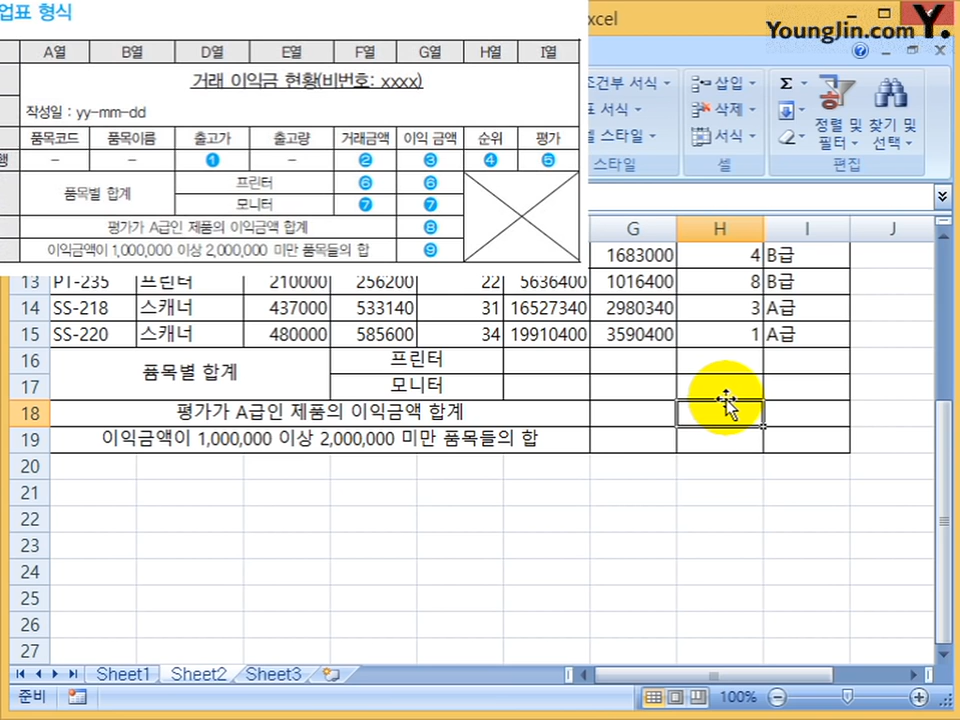 업표 형식
xcel
YoungJin.com Y.
A열 B열 D열 E열 F열 G열 H열 I열
거래 이익금 현황(비번호: xxxx)
작성일 : yy-mm-dd
품목코드 품목이름 출고가 출고량 거래금액 이익 금액 순위 평가
행 - - ① - ② ③ ④ ⑤
품목별 합계 프린터 ⑥ ⑥
모니터 ⑦ ⑦
평가가 A급인 제품의 이익금액 합계 ⑧
이익금액이 1,000,000 이상 2,000,000 미만 품목들의 합 ⑨
조건부 서식 삽입 Σ
표 서식 삭제
셀 스타일 서식 정렬 및 필터 찾기 및 선택
스타일 셀 편집
G H I J
1683000 4 B급
13 PT-235 프린터 210000 256200 22 5636400 1016400 8 B급
14 SS-218 스캐너 437000 533140 31 16527340 2980340 3 A급
15 SS-220 스캐너 480000 585600 34 19910400 3590400 1 A급
16 품목별 합계 프린터
17 모니터
18 평가가 A급인 제품의 이익금액 합계
19 이익금액이 1,000,000 이상 2,000,000 미만 품목들의 합
20
21
22
23
24
25
26
27
Sheet1 Sheet2 Sheet3
준비 100%